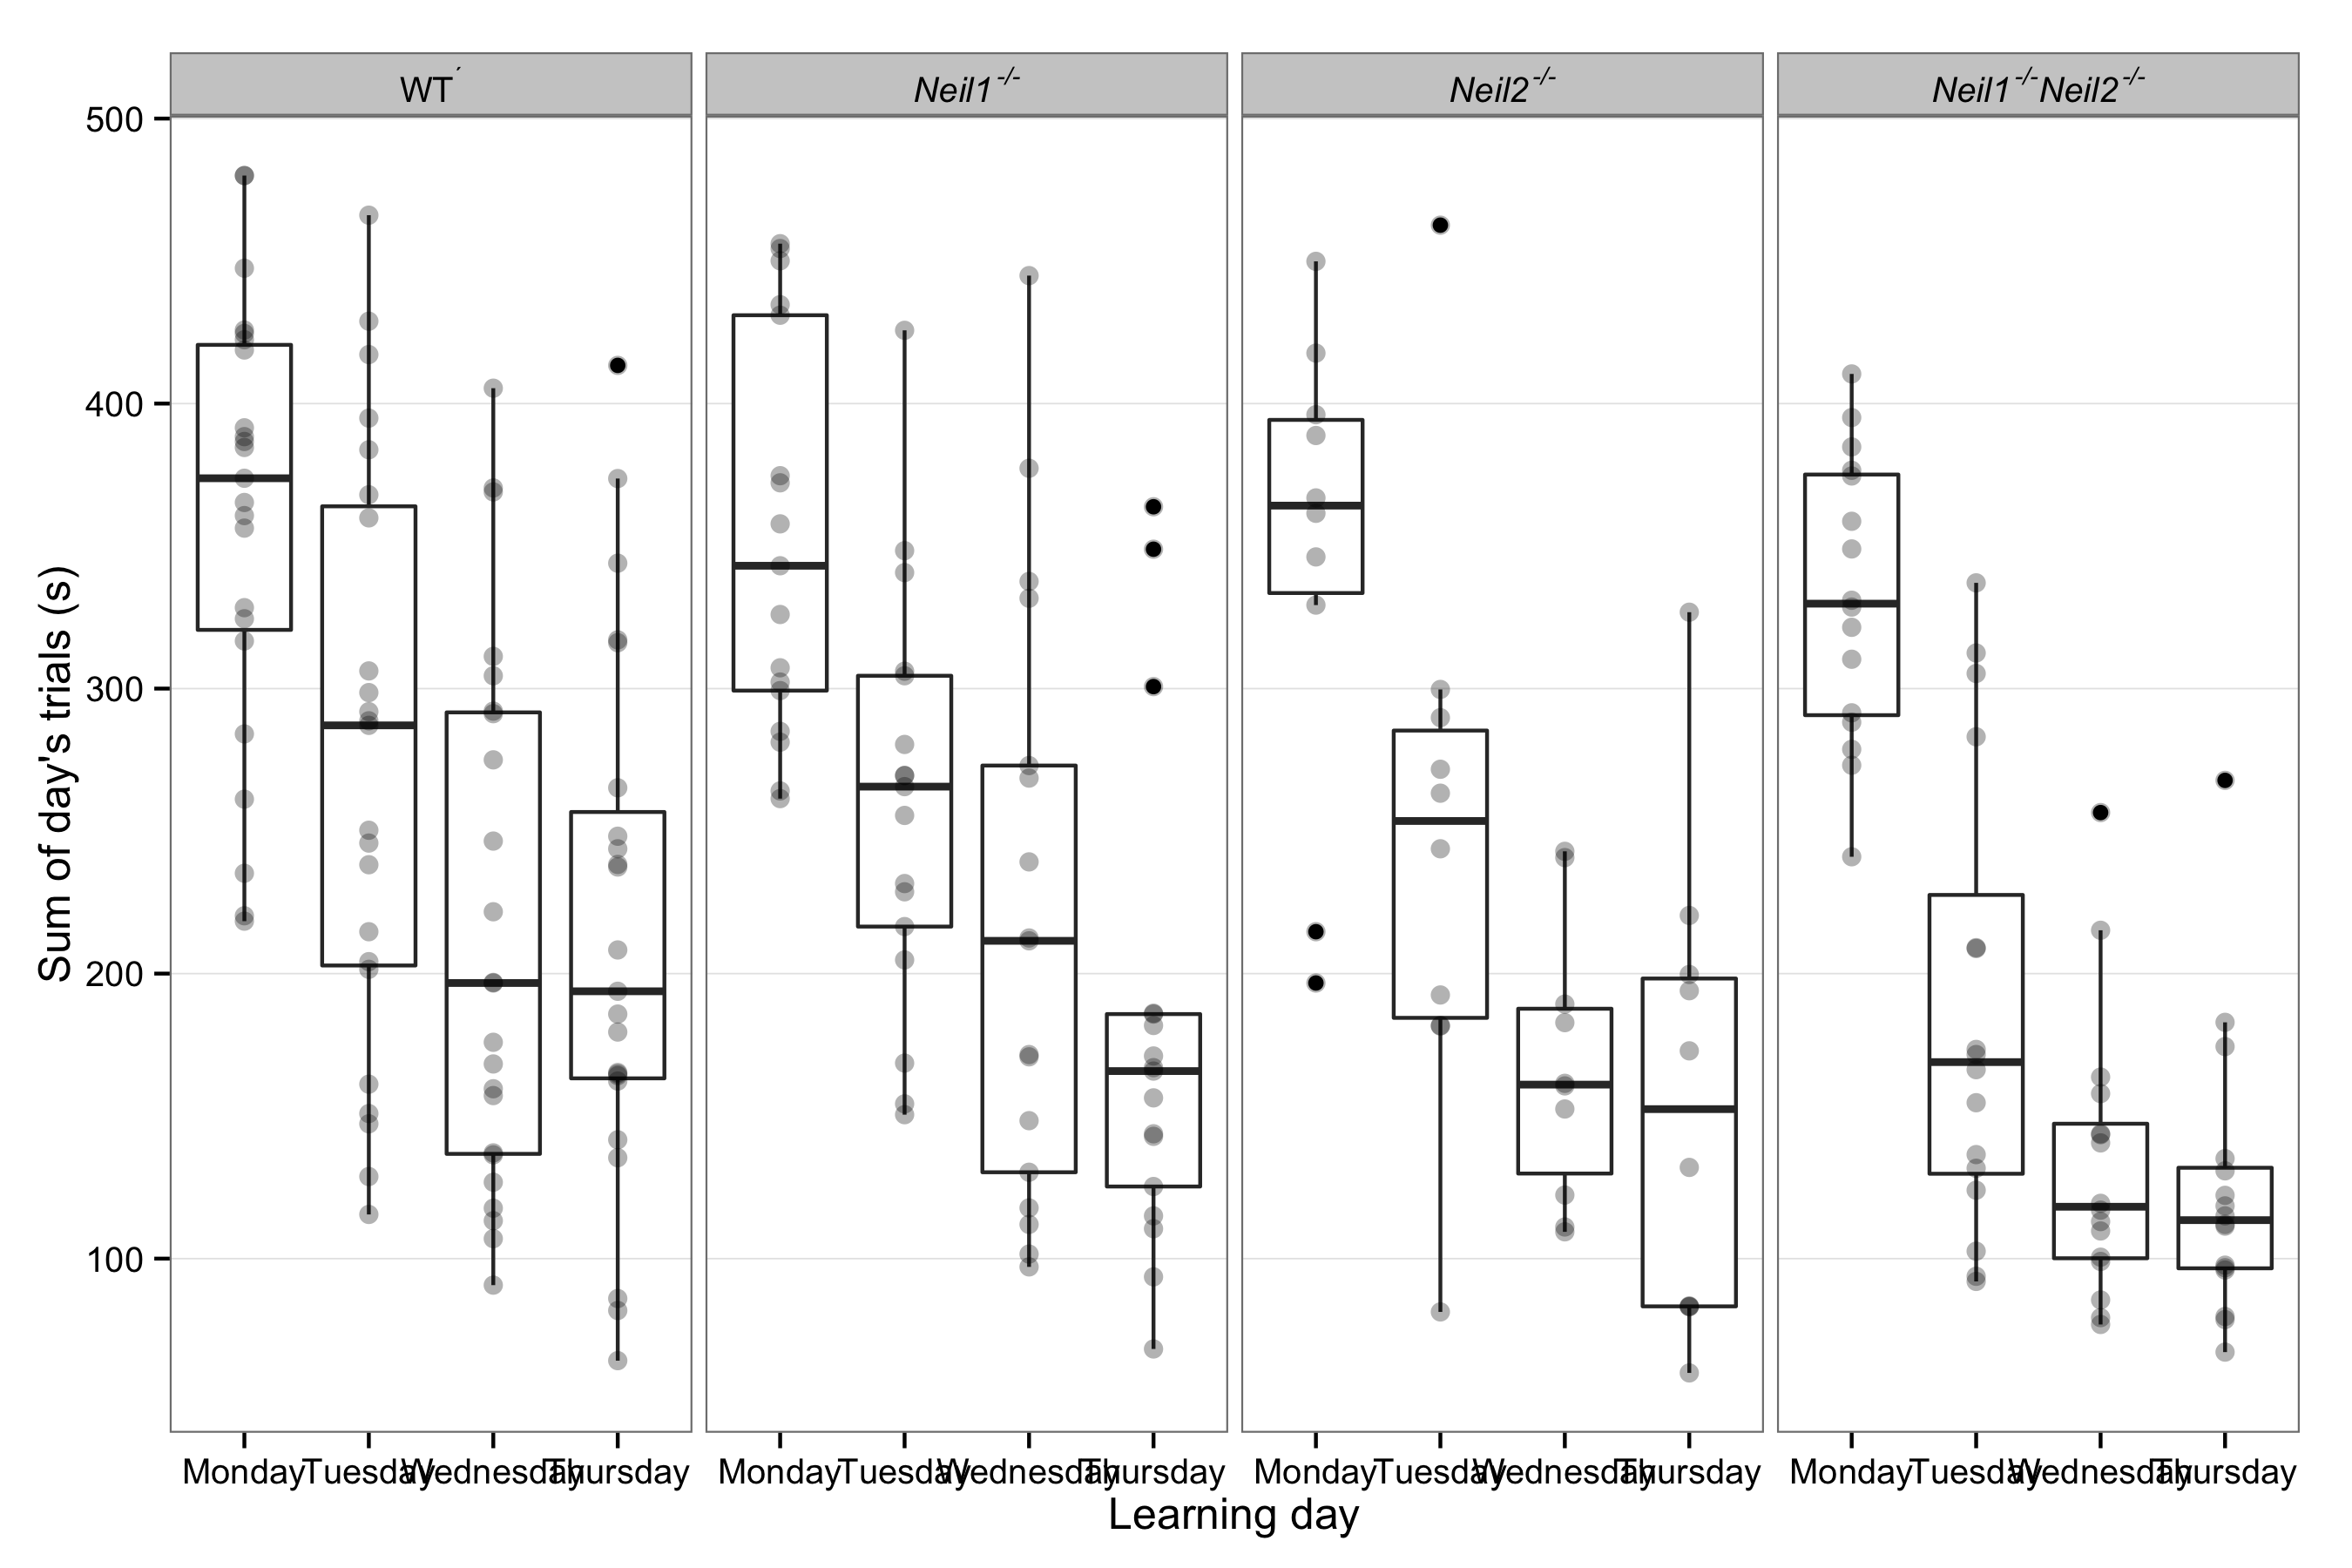 WT´ Neil1-/- Neil2-/- Neil1-/-Neil2-/-
500
400
300
200
100
Sum of day's trials (s)
Monday Tuesday Wednesday Thursday Monday Tuesday Wednesday Thursday Monday Tuesday Wednesday Thursday Monday Tuesday Wednesday Thursday
Learning day